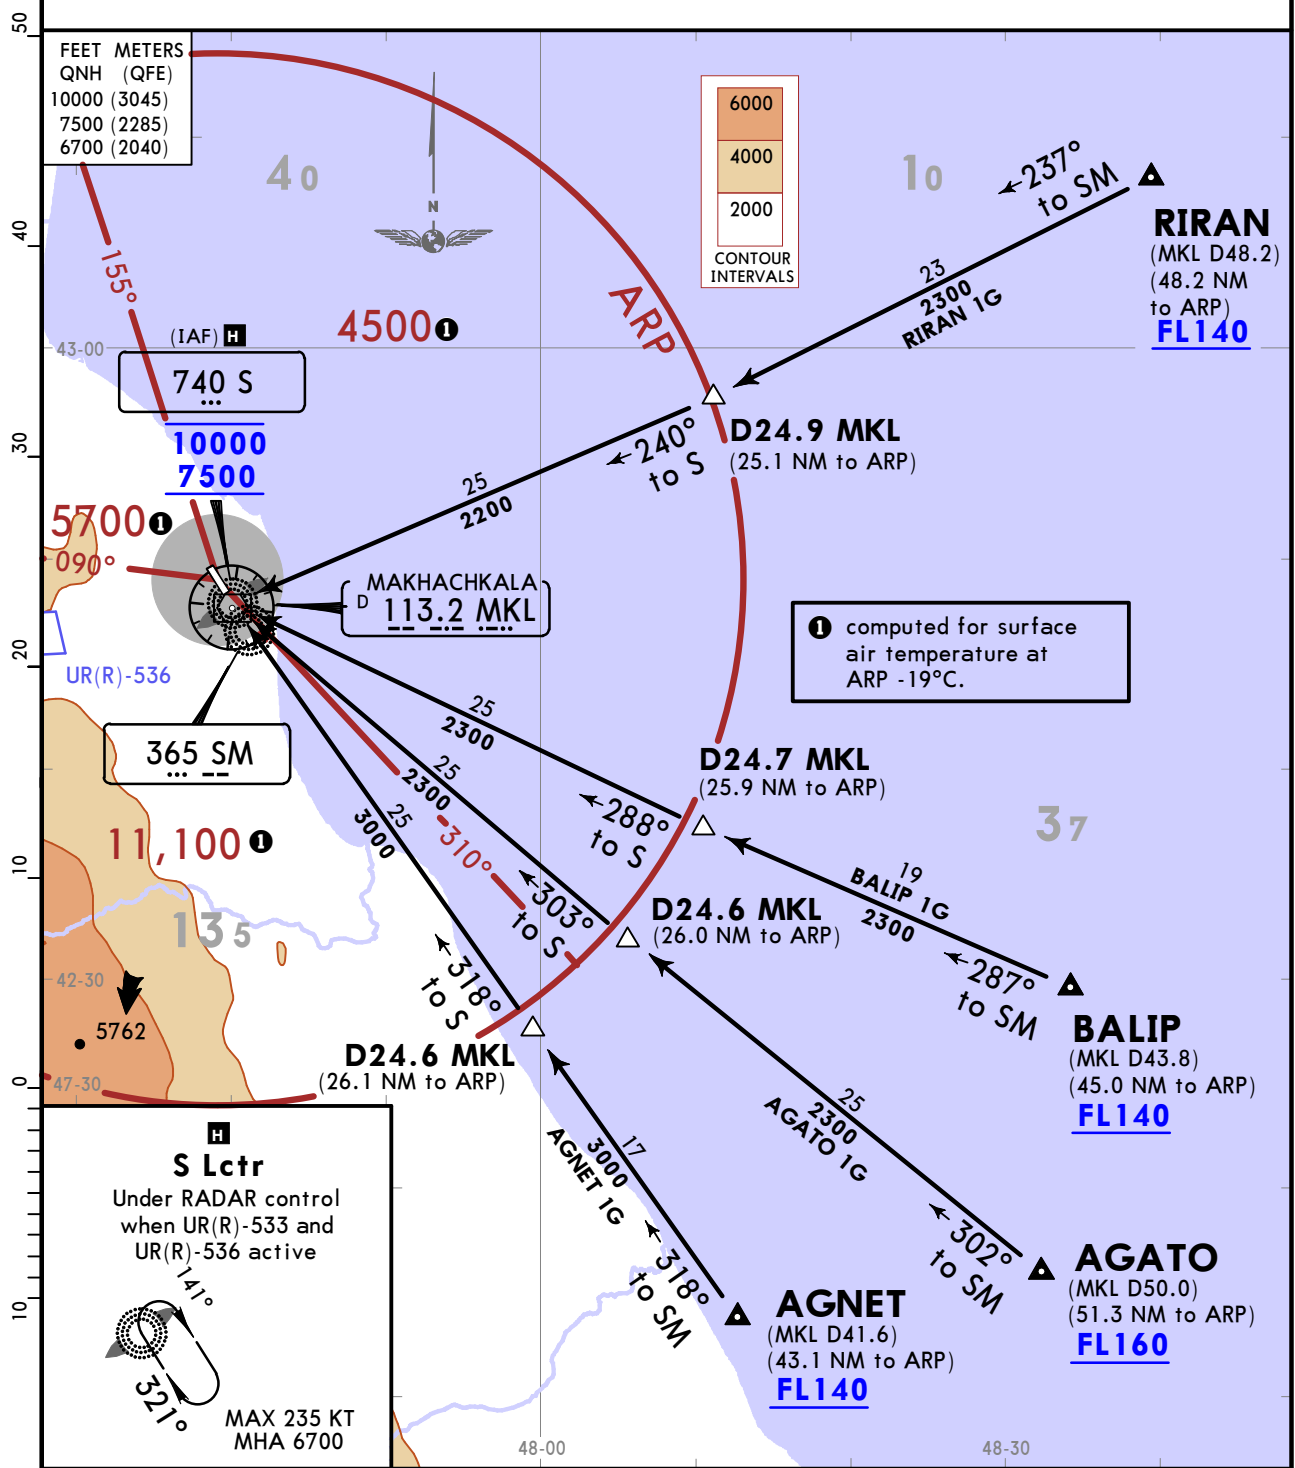 50
40
30
20
10
0
10
FEET METERS
QNH (QFE)
10000 (3045)
7500 (2285)
6700 (2040)
40
10
6000
4000
2000
CONTOUR
INTERVALS
N
237°
to SM
RIRAN
(MKL D48.2)
(48.2 NM
to ARP)
FL140
23
2300
RIRAN 1G
155°
ARP
4500 1
43-00
(IAF) H
740 S
10000
7500
D24.9 MKL
(25.1 NM to ARP)
240°
to S
25
2200
5700 1
090°
MAKHACHKALA
D 113.2 MKL
1 computed for surface
air temperature at
ARP -19°C.
UR(R)-536
365 SM
25
2300
D24.7 MKL
(25.9 NM to ARP)
288°
to S
25
2300
25
3000
310°
11,100 1
37
135
19
BALIP 1G
2300
303°
to S
D24.6 MKL
(26.0 NM to ARP)
287°
to SM
BALIP
(MKL D43.8)
(45.0 NM to ARP)
FL140
318°
to S
42-30
5762
47-30
D24.6 MKL
(26.1 NM to ARP)
25
2300
AGATO 1G
17
3000
AGNET 1G
302°
to SM
AGATO
(MKL D50.0)
(51.3 NM to ARP)
FL160
318°
to SM
AGNET
(MKL D41.6)
(43.1 NM to ARP)
FL140
H
S Lctr
Under RADAR control
when UR(R)-533 and
UR(R)-536 active
141°
321°
MAX 235 KT
MHA 6700
48-00
48-30